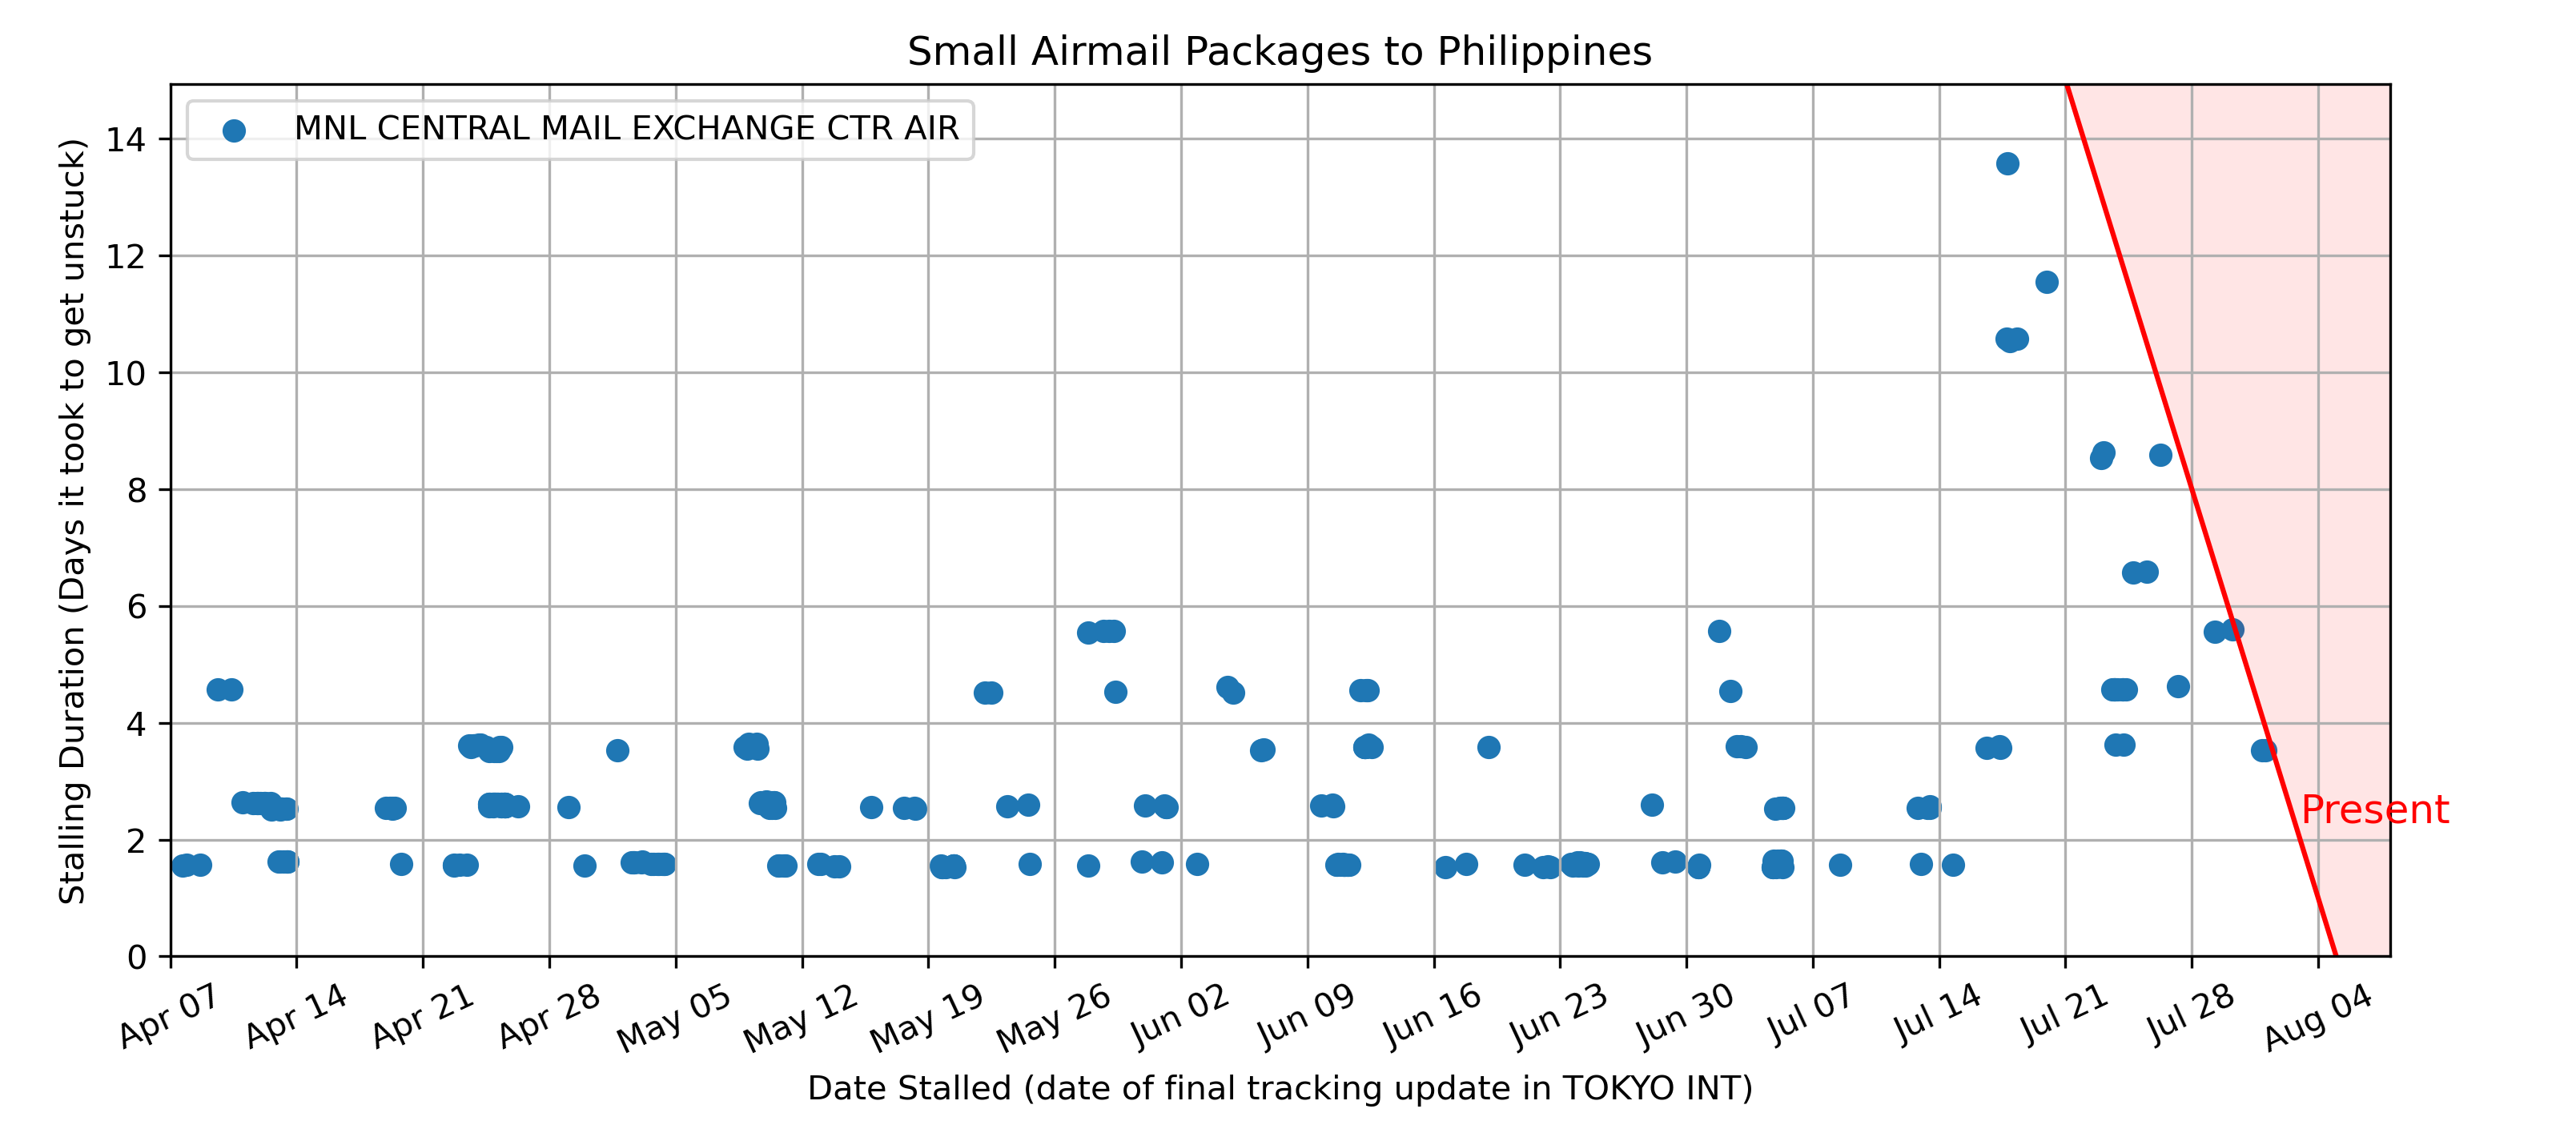 Small Airmail Packages to Philippines
MNL CENTRAL MAIL EXCHANGE CTR AIR
Stalling Duration (Days it took to get unstuck)
14
12
10
8
6
4
2
0
Present
Apr 07
Apr 14
Apr 21
Apr 28
May 05
May 12
May 19
May 26
Jun 02
Jun 09
Jun 16
Jun 23
Jun 30
Jul 07
Jul 14
Jul 21
Jul 28
Aug 04
Date Stalled (date of final tracking update in TOKYO INT)